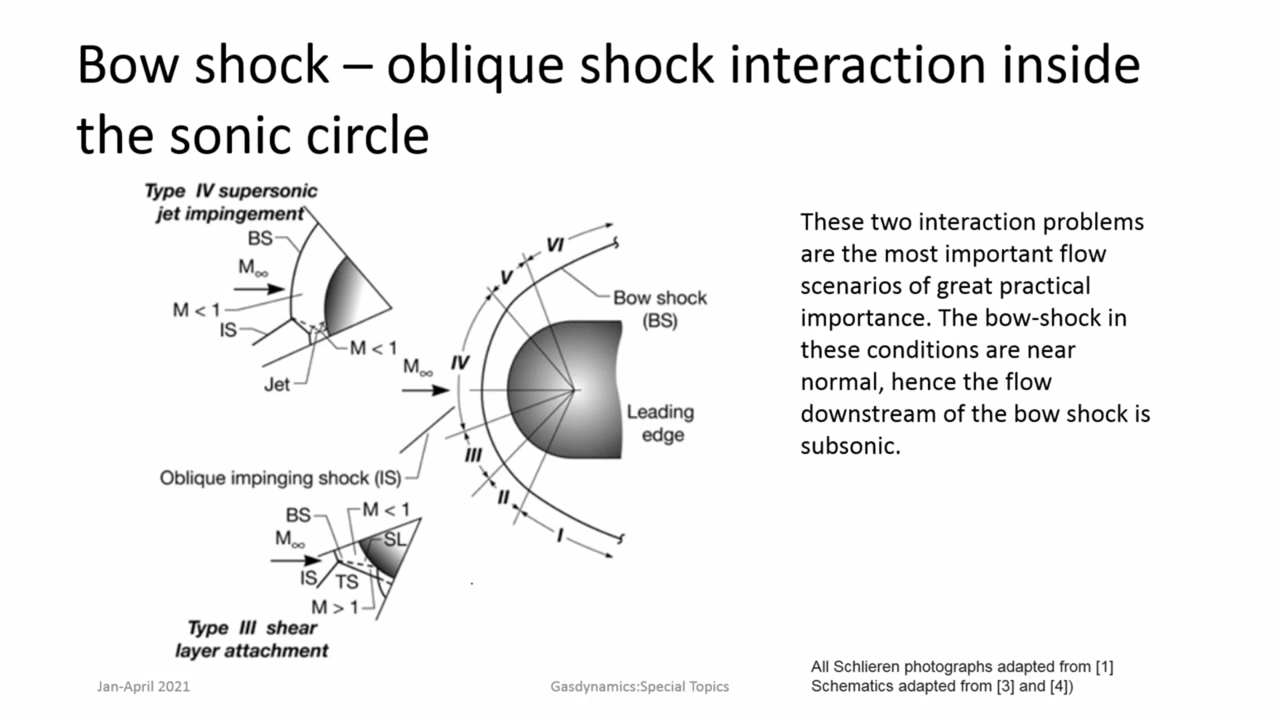 Bow shock – oblique shock interaction inside
the sonic circle
Type IV supersonic
jet impingement
BS
M∞
M < 1
IS
M < 1
Jet
VI
V
IV
M∞
Bow shock
(BS)
Leading
edge
III
II
I
Oblique impinging shock (IS)
BS
M < 1
M∞
SL
IS
TS
M > 1
Type III shear
layer attachment
These two interaction problems
are the most important flow
scenarios of great practical
importance. The bow-shock in
these conditions are near
normal, hence the flow
downstream of the bow shock is
subsonic.
All Schlieren photographs adapted from [1]
Schematics adapted from [3] and [4])
Jan-April 2021
Gasdynamics:Special Topics